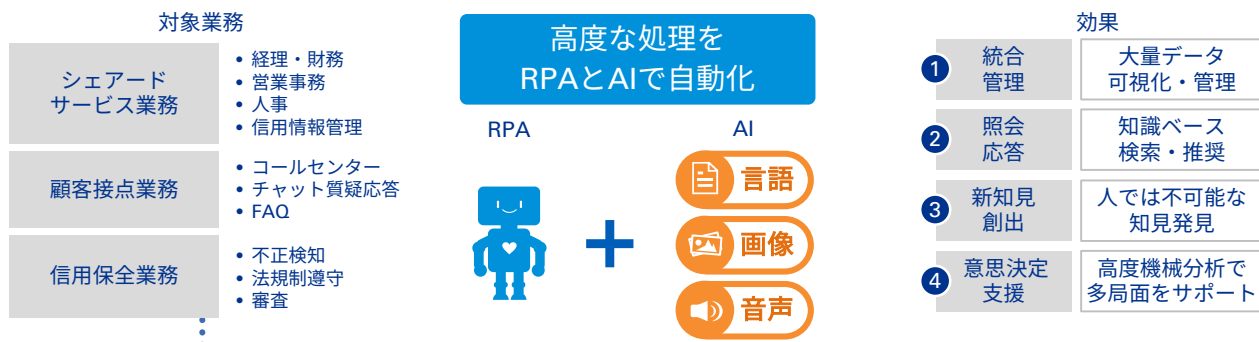 対象業務
シェアード
サービス業務
• 経理・財務
• 営業事務
• 人事
• 信用情報管理
顧客接点業務
• コールセンター
• チャット質疑応答
• FAQ
信用保全業務
• 不正検知
• 法規制遵守
• 審査
高度な処理を
RPAとAIで自動化
RPA
AI
言語
画像
音声
効果
1 統合
管理
大量データ
可視化・管理
2 照会
応答
知識ベース
検索・推奨
3 新知見
創出
人では不可能な
知見発見
4 意思決定
支援
高度機械分析で
多局面をサポート